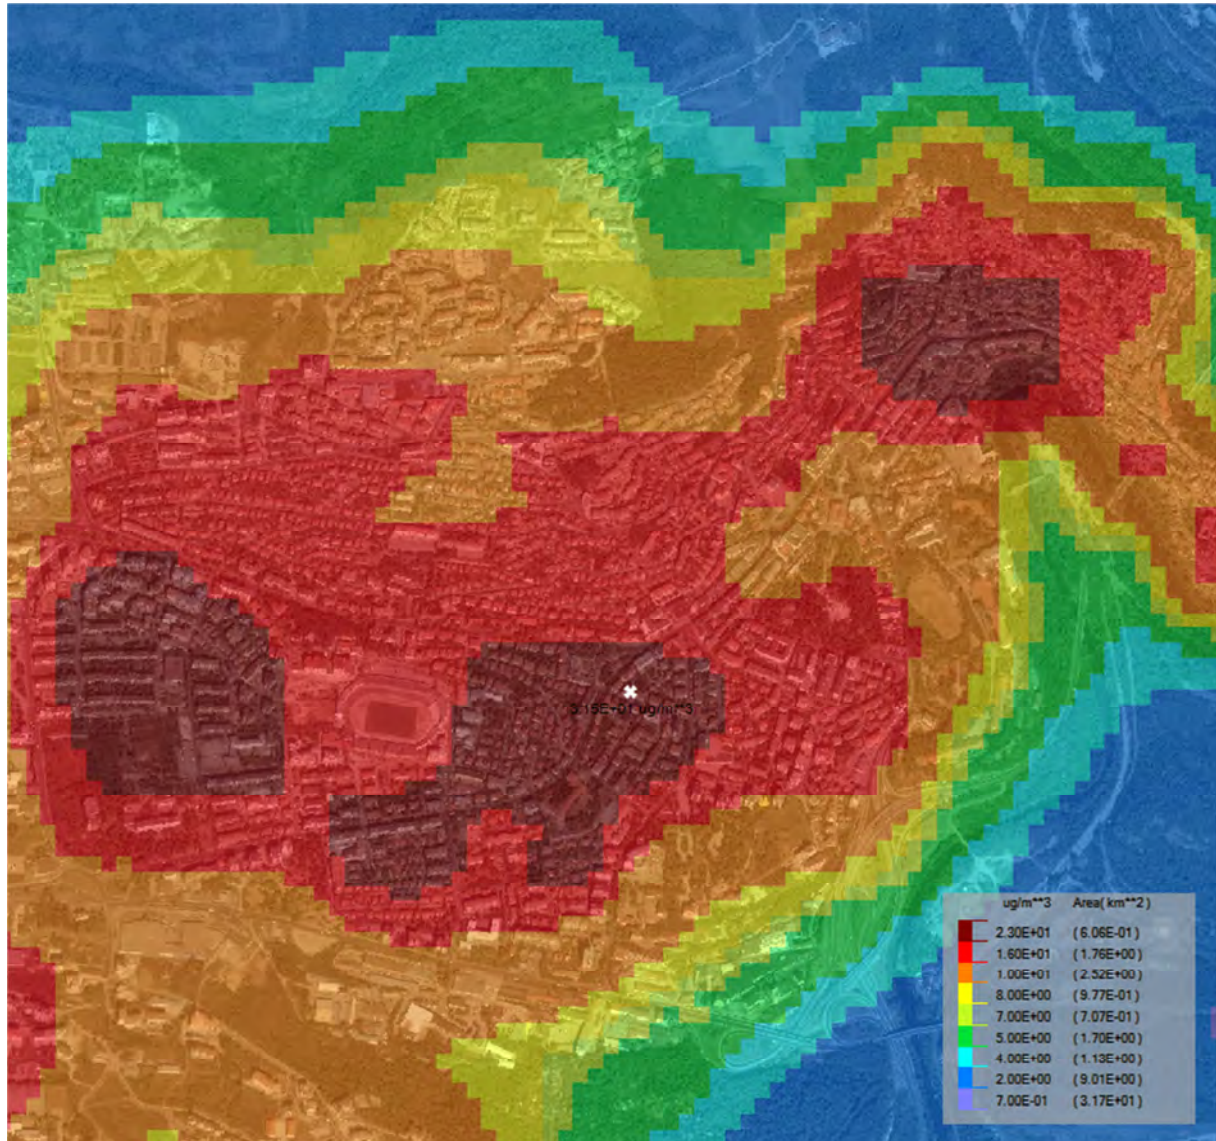 3.15E+01 ug/m**3
ug/m**3 Area( km**2 )
2.30E+01 ( 6.06E-01)
1.60E+01 ( 1.76E+00)
1.00E+01 ( 2.52E+00)
8.00E+00 ( 9.77E-01)
7.00E+00 ( 7.07E-01)
5.00E+00 ( 1.70E+00)
4.00E+00 ( 1.13E+00)
2.00E+00 ( 9.01E+00)
7.00E-01 ( 3.17E+01)